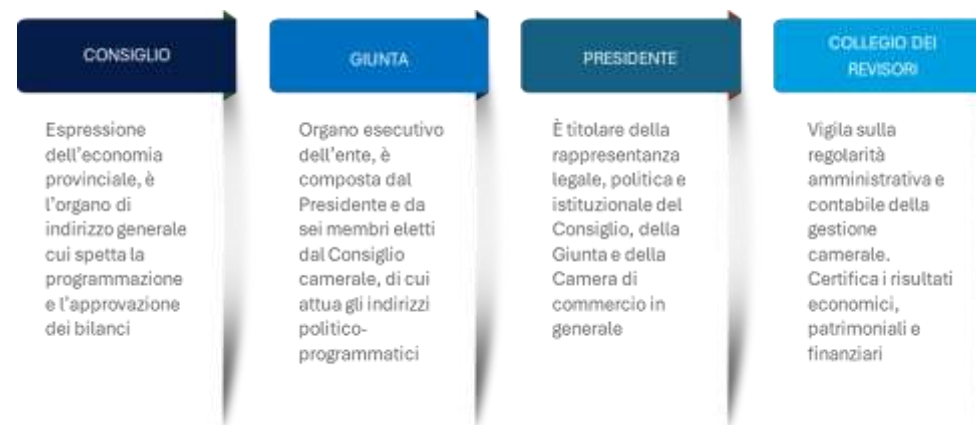 CONSIGLIO
Espressione
dell'economia
provinciale, è
l'organo di
indirizzo generale
cui spetta la
programmazione
e l'approvazione
dei bilanci
GIUNTA
Organo esecutivo
dell'ente, è
composta dal
Presidente e da
sei membri eletti
dal Consiglio
camerale, di cui
attua gli indirizzi
politico-
programmatici
PRESIDENTE
È titolare della
rappresentanza
legale, politica e
istituzionale del
Consiglio, della
Giunta e della
Camera di
commercio in
generale
COLLEGIO DEI
REVISORI
Vigila sulla
regolarità
amministrativa e
contabile della
gestione
camerale.
Certifica i risultati
economici,
patrimoniali e
finanziari